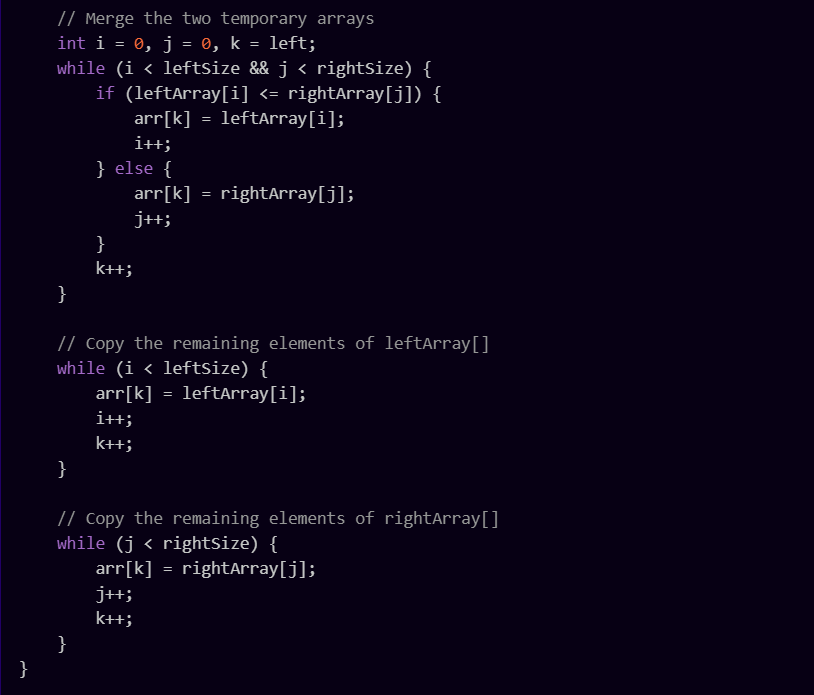 // Merge the two temporary arrays
    int i = 0, j = 0, k = left;
    while (i < leftSize && j < rightSize) {
        if (leftArray[i] <= rightArray[j]) {
            arr[k] = leftArray[i];
            i++;
        } else {
            arr[k] = rightArray[j];
            j++;
        }
        k++;
    }

    // Copy the remaining elements of leftArray[]
    while (i < leftSize) {
        arr[k] = leftArray[i];
        i++;
        k++;
    }

    // Copy the remaining elements of rightArray[]
    while (j < rightSize) {
        arr[k] = rightArray[j];
        j++;
        k++;
    }
}